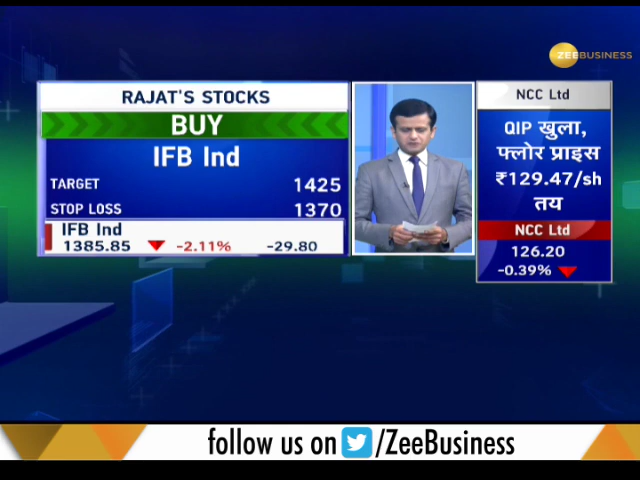 ZEEBUSINESS
RAJAT'S STOCKS
BUY
IFB Ind
TARGET 1425
STOP LOSS 1370
IFB Ind
1385.85 -2.11% -29.80
NCC Ltd
QIP खुला,
फ्लोर प्राइस
₹129.47/sh
तय
NCC Ltd
126.20
-0.39%
follow us on /ZeeBusiness